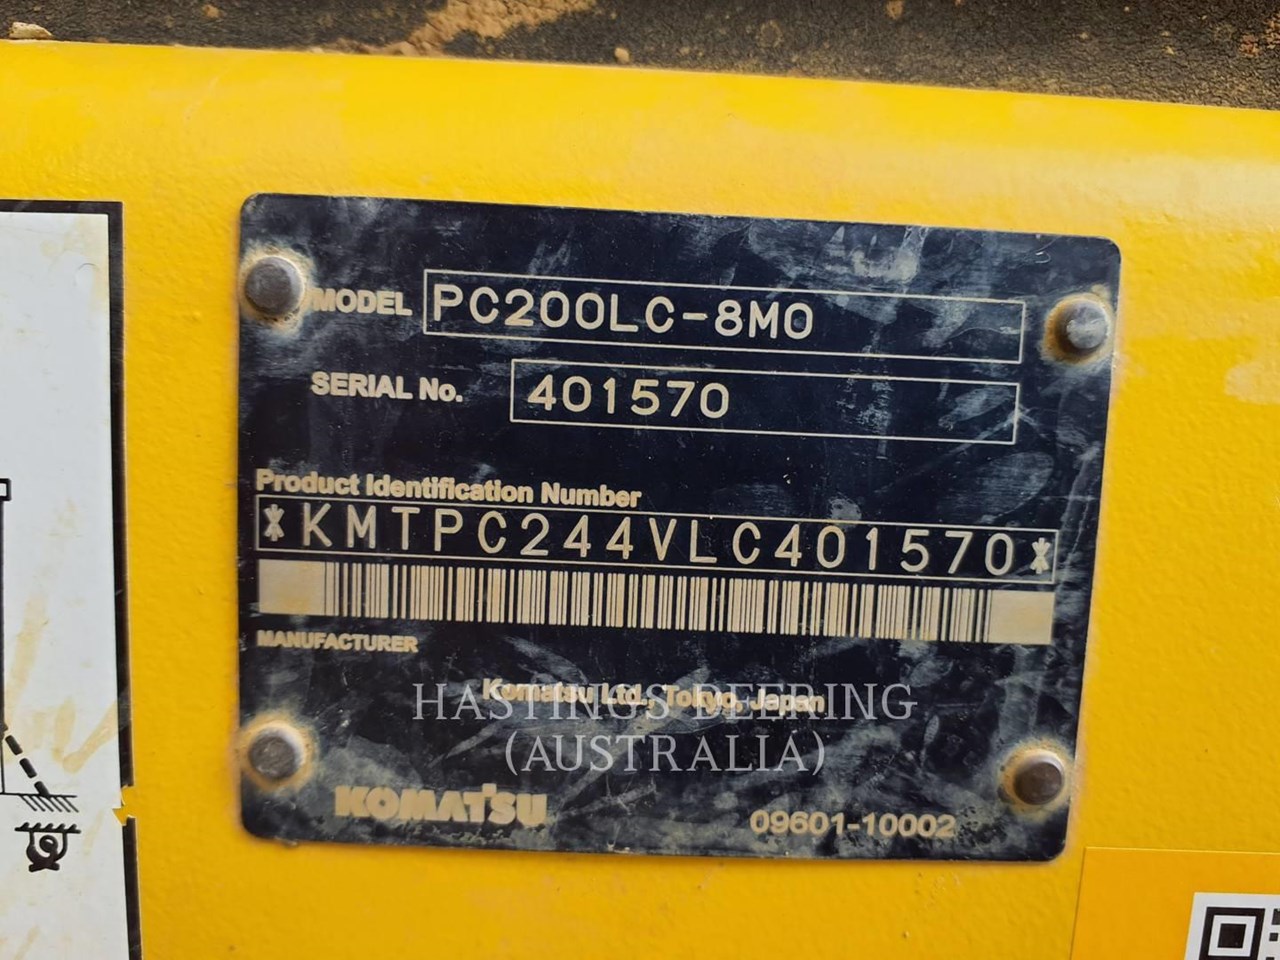 MODEL PC200LC-8M0
SERIAL No. 401570
Product Identification Number
*KMTPC244VLC401570*
MANUFACTURER
Komatsu Ltd., Tokyo, Japan
HASTINGS DEERING
(AUSTRALIA)
KOMATSU 09601-10002